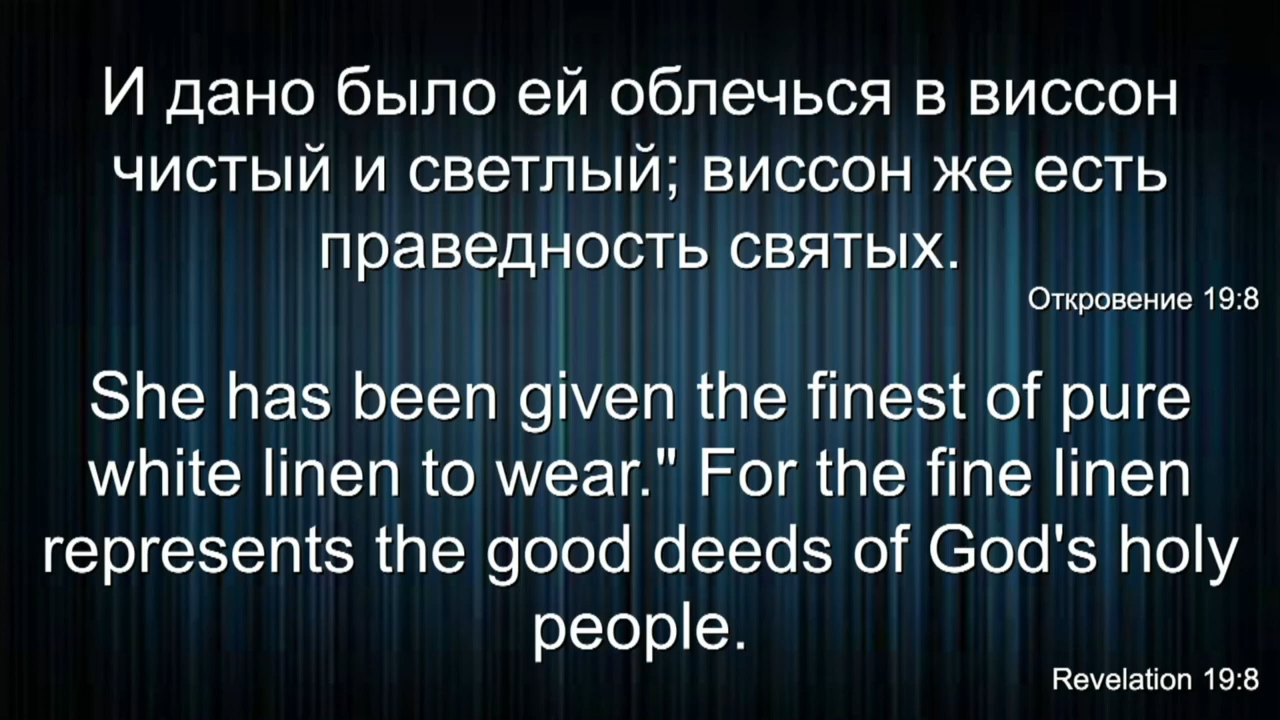 И дано было ей облечься в виссон
чистый и светлый; виссон же есть
праведность святых.
Откровение 19:8
She has been given the finest of pure
white linen to wear." For the fine linen
represents the good deeds of God's holy
people.
Revelation 19:8